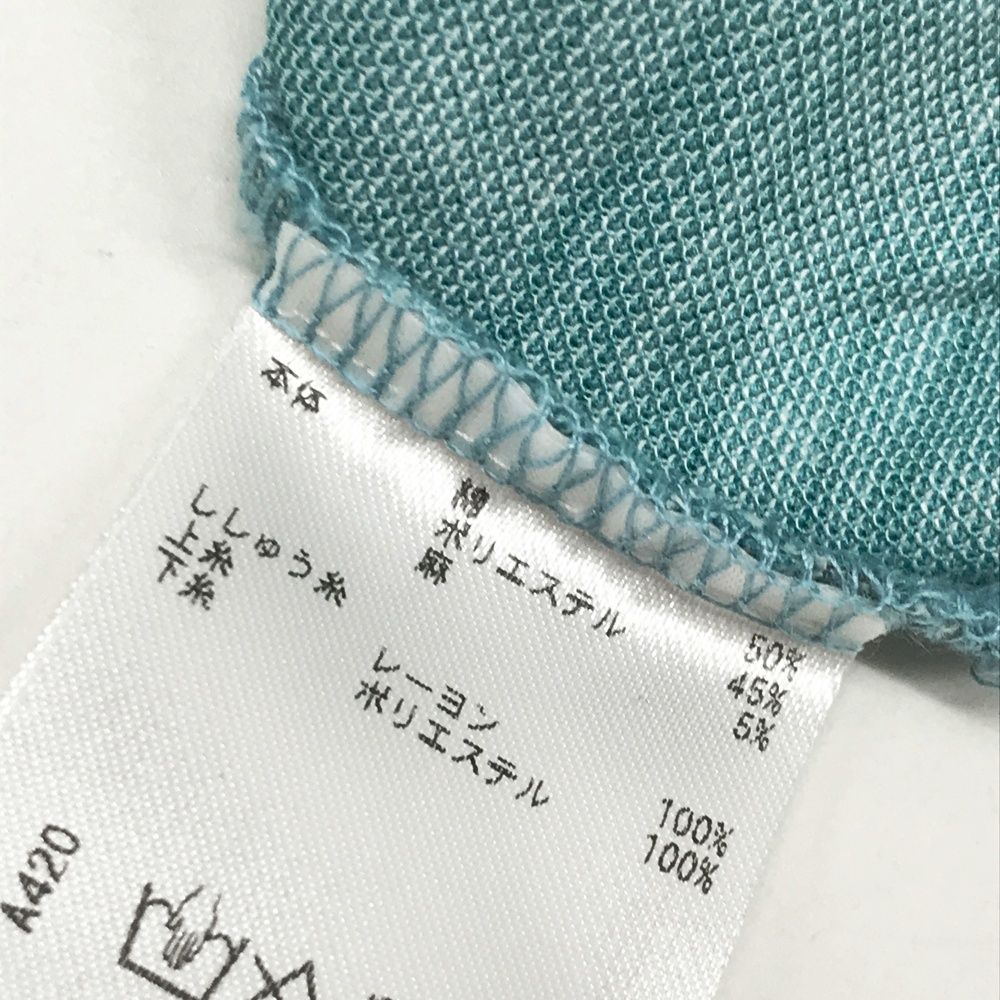 本体
綿 50%
ポリエステル 45%
麻 5%
ししゅう糸
上糸 レーヨン 100%
下糸 ポリエステル 100%
A420